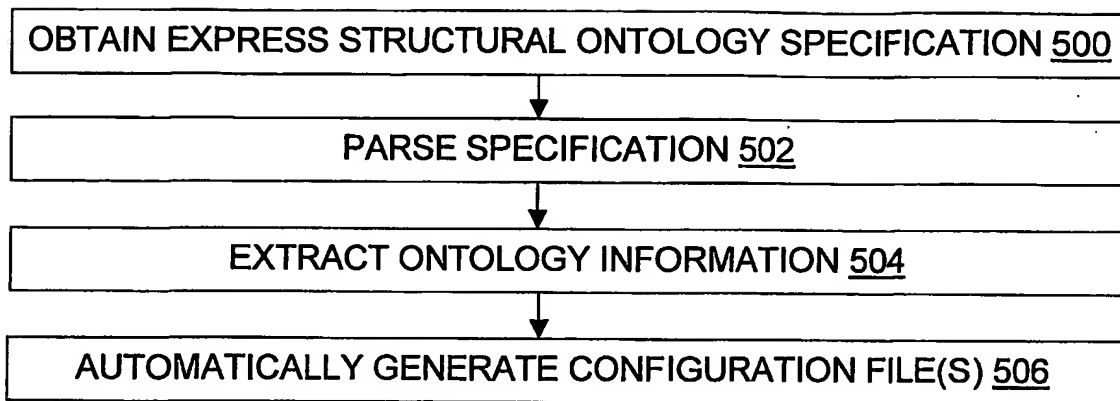 OBTAIN EXPRESS STRUCTURAL ONTOLOGY SPECIFICATION 500
PARSE SPECIFICATION 502
EXTRACT ONTOLOGY INFORMATION 504
AUTOMATICALLY GENERATE CONFIGURATION FILE(S) 506